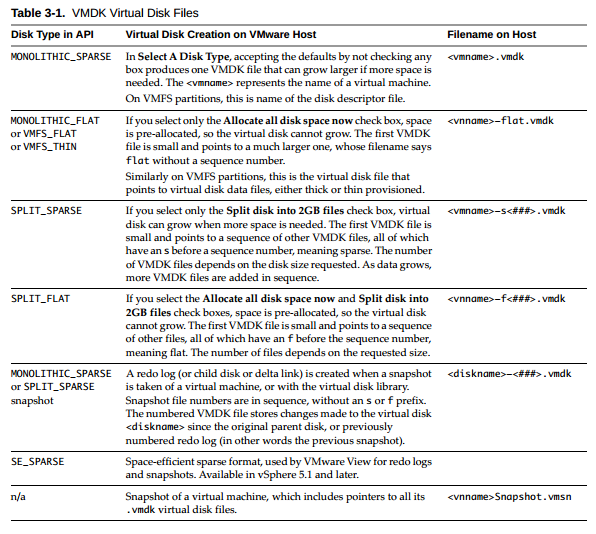 Table 3-1. VMDK Virtual Disk Files
Disk Type in API Virtual Disk Creation on VMware Host Filename on Host
MONOLITHIC_SPARSE In Select A Disk Type, accepting the defaults by not checking any <vmname>.vmdk
box produces one VMDK file that can grow larger if more space is
needed. The <vmname> represents the name of a virtual machine.
On VMFS partitions, this is name of the disk descriptor file.
MONOLITHIC_FLAT If you select only the Allocate all disk space now check box, space <vnname>–flat.vmdk
or VMFS_FLAT is pre-allocated, so the virtual disk cannot grow. The first VMDK
or VMFS_THIN file is small and points to a much larger one, whose filename says
flat without a sequence number.
Similarly on VMFS partitions, this is the virtual disk file that
points to virtual disk data files, either thick or thin provisioned.
SPLIT_SPARSE If you select only the Split disk into 2GB files check box, virtual <vmname>–s<###>.vmdk
disk can grow when more space is needed. The first VMDK file is
small and points to a sequence of other VMDK files, all of which
have an s before a sequence number, meaning sparse. The number
of VMDK files depends on the disk size requested. As data grows,
more VMDK files are added in sequence.
SPLIT_FLAT If you select the Allocate all disk space now and Split disk into <vnname>–f<###>.vmdk
2GB files check boxes, space is pre-allocated, so the virtual disk
cannot grow. The first VMDK file is small and points to a sequence
of other files, all of which have an f before the sequence number,
meaning flat. The number of files depends on the requested size.
MONOLITHIC_SPARSE A redo log (or child disk or delta link) is created when a snapshot <diskname>–<###>.vmdk
or SPLIT_SPARSE is taken of a virtual machine, or with the virtual disk library.
snapshot Snapshot file numbers are in sequence, without an s or f prefix.
The numbered VMDK file stores changes made to the virtual disk
<diskname> since the original parent disk, or previously
numbered redo log (in other words the previous snapshot).
SE_SPARSE Space-efficient sparse format, used by VMware View for redo logs
and snapshots. Available in vSphere 5.1 and later.
n/a Snapshot of a virtual machine, which includes pointers to all its <vnname>Snapshot.vmsn
.vmdk virtual disk files.